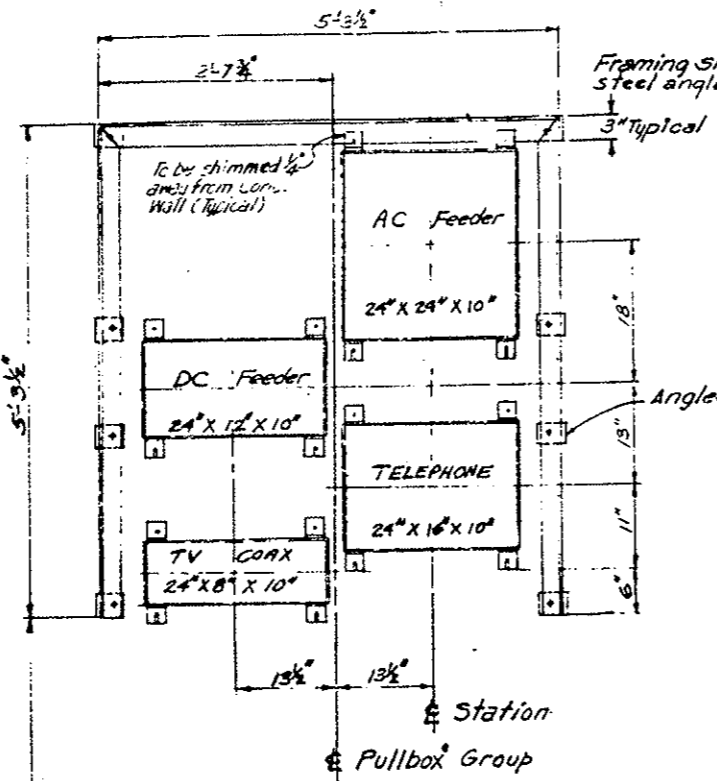 5'-3½"
2'-7¾"
Framing
steel angle
3" Typical
To be shimmed ¼"
away from Conc.
Wall (Typical)
AC Feeder
24" X 24" X 10"
18"
5'-3½"
DC Feeder
24" X 12" X 10"
Angle
13"
TELEPHONE
24" X 16" X 10"
11"
TV COAX
24" X 8" X 10"
6"
13½"
13½"
℄ Station
℄ Pullbox Group